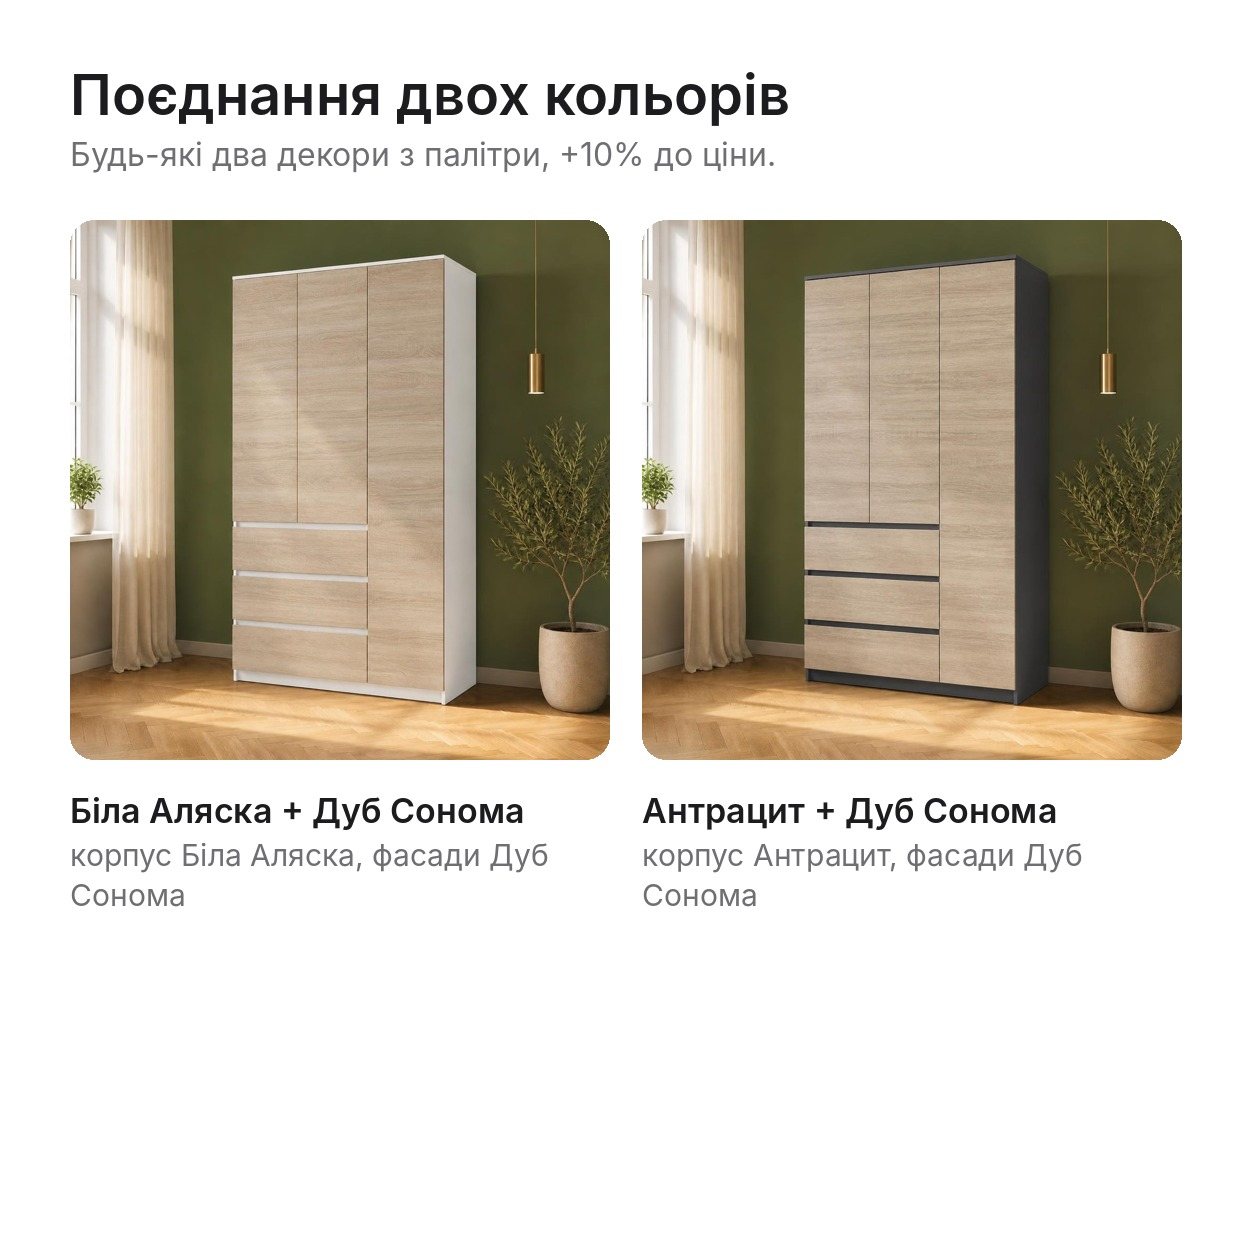 Поєднання двох кольорів
Будь-які два декори з палітри, +10% до ціни.
Біла Аляска + Дуб Сонома
корпус Біла Аляска, фасади Дуб
Сонома
Антрацит + Дуб Сонома
корпус Антрацит, фасади Дуб
Сонома